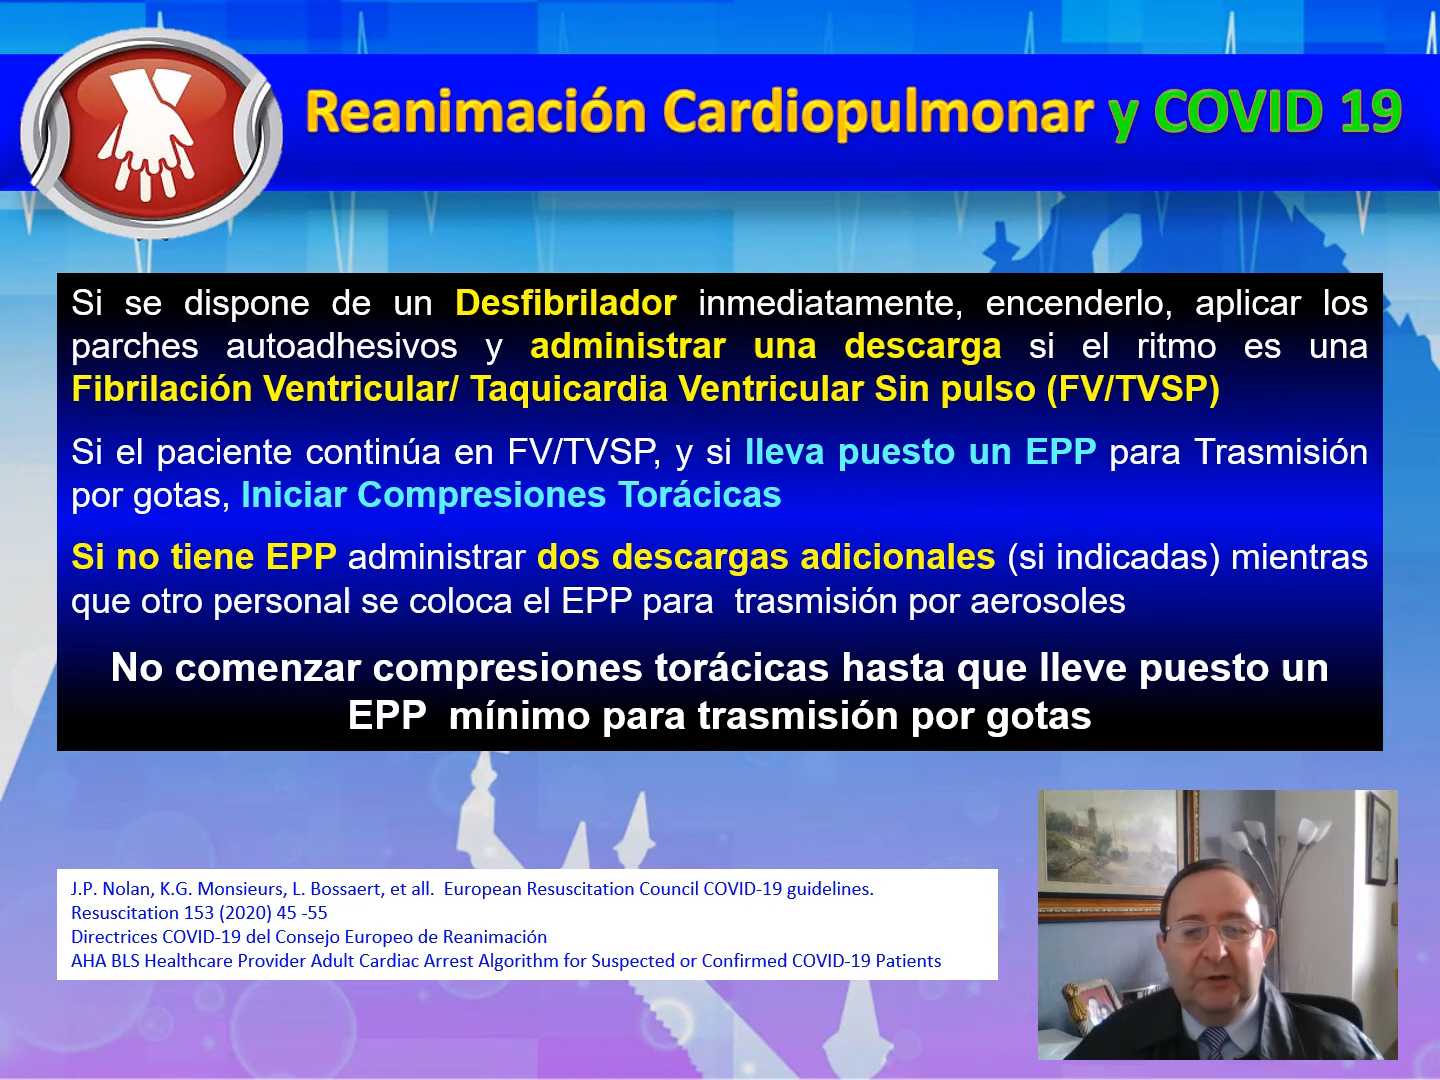 Reanimación Cardiopulmonar y COVID 19
Si se dispone de un Desfibrilador inmediatamente, encenderlo, aplicar los
parches autoadhesivos y administrar una descarga si el ritmo es una
Fibrilación Ventricular/ Taquicardia Ventricular Sin pulso (FV/TVSP)
Si el paciente continúa en FV/TVSP, y si lleva puesto un EPP para Trasmisión
por gotas, Iniciar Compresiones Torácicas
Si no tiene EPP administrar dos descargas adicionales (si indicadas) mientras
que otro personal se coloca el EPP para trasmisión por aerosoles
No comenzar compresiones torácicas hasta que lleve puesto un
EPP mínimo para trasmisión por gotas
J.P. Nolan, K.G. Monsieurs, L. Bossaert, et all. European Resuscitation Council COVID-19 guidelines.
Resuscitation 153 (2020) 45 -55
Directrices COVID-19 del Consejo Europeo de Reanimación
AHA BLS Healthcare Provider Adult Cardiac Arrest Algorithm for Suspected or Confirmed COVID-19 Patients